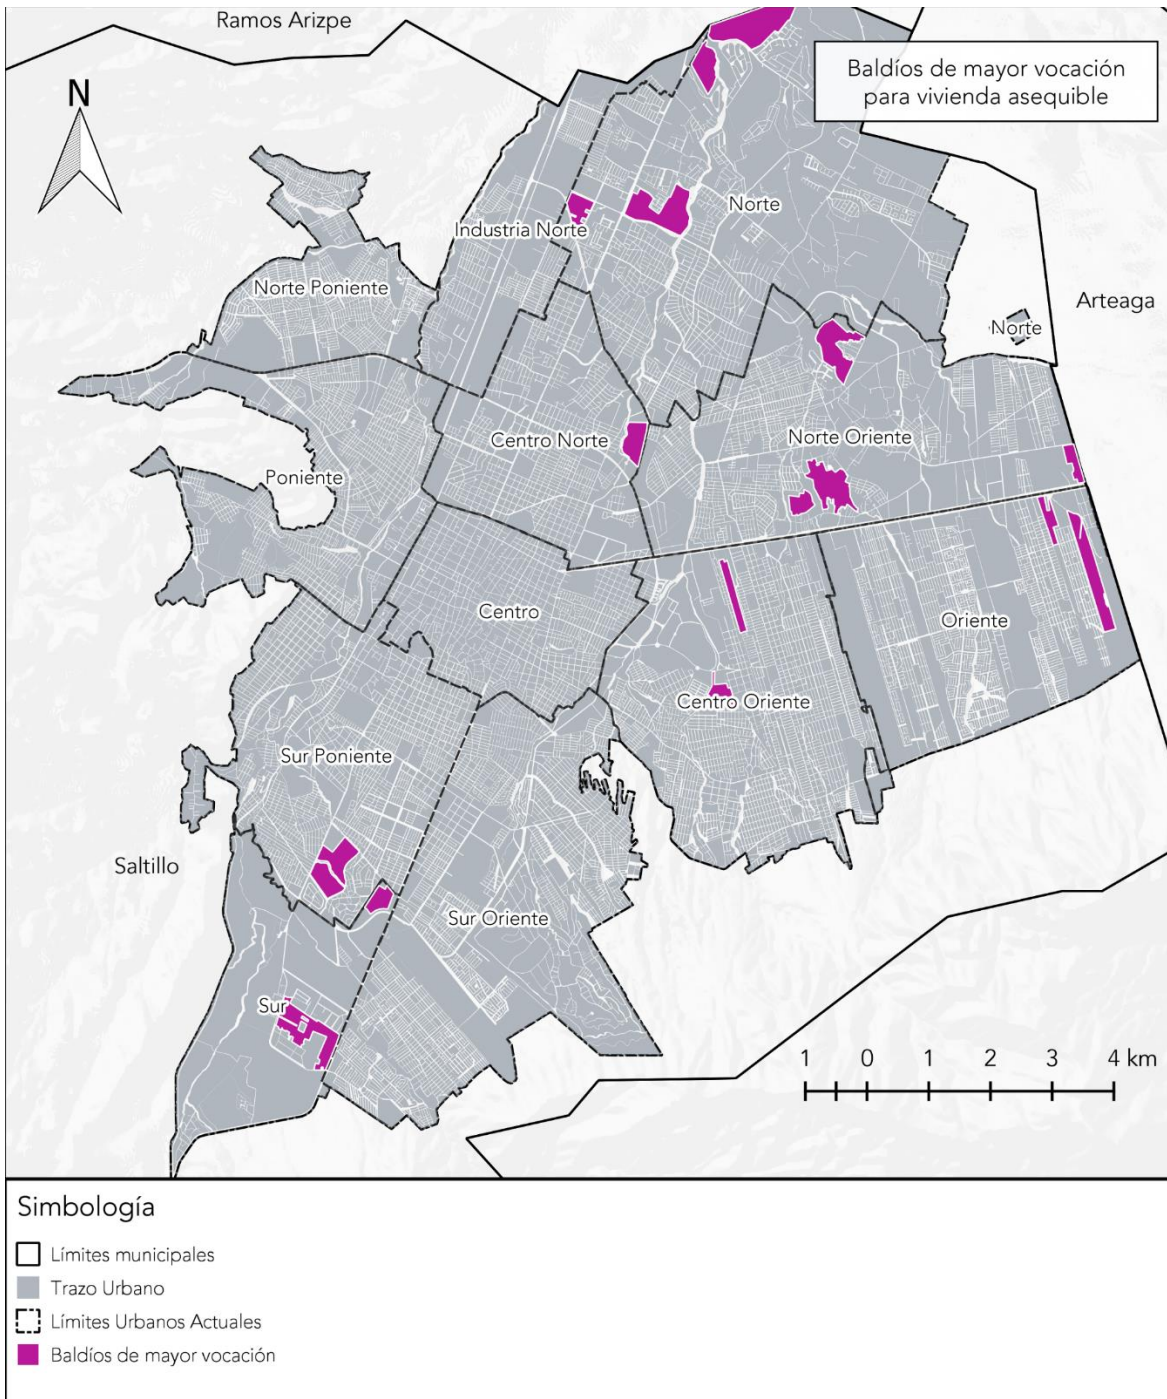 Ramos Arizpe
Baldíos de mayor vocación
para vivienda asequible
N
Norte
Industria Norte
Norte Poniente
Arteaga
Norte
Centro Norte
Norte Oriente
Poniente
Centro
Oriente
Centro Oriente
Sur Poniente
Saltillo
Sur Oriente
Sur
1 0 1 2 3 4 km
Simbología
Límites municipales
Trazo Urbano
Límites Urbanos Actuales
Baldíos de mayor vocación